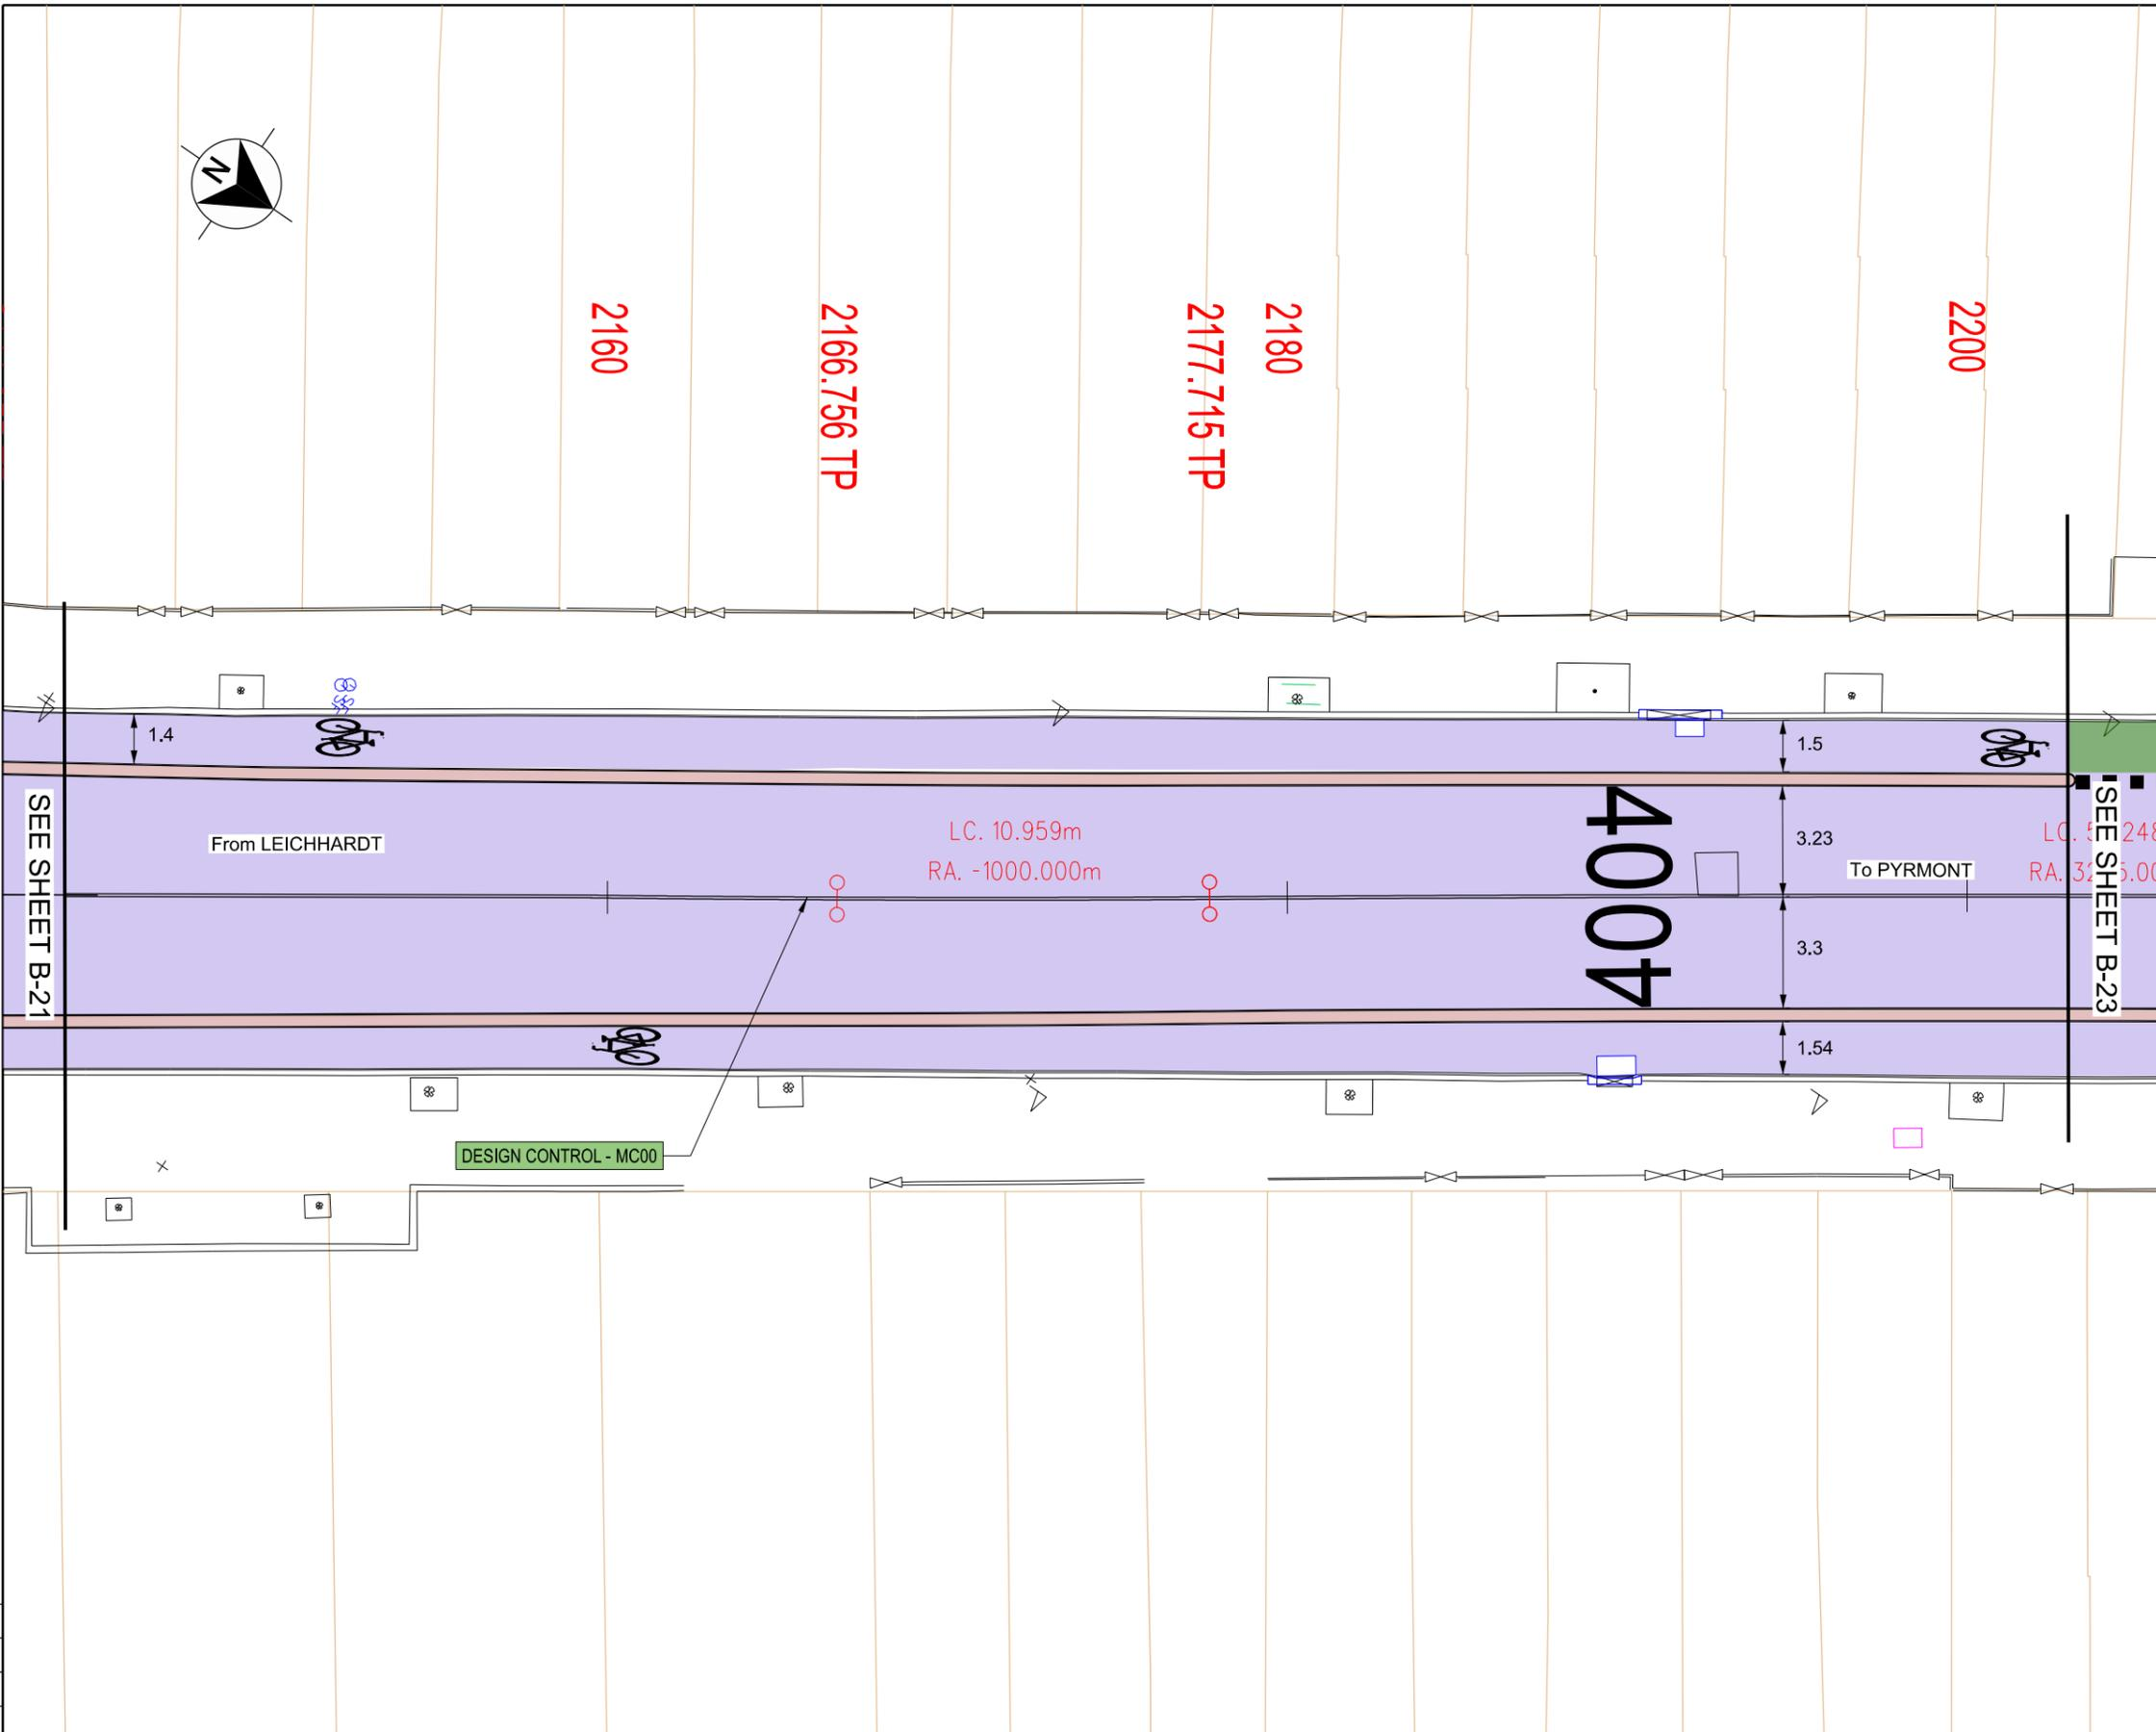 N
2160
2166.756 TP
2177.715 TP
2180
2200
1.4
1.5
SEE SHEET B-21
From LEICHHARDT
LC. 10.959m
RA. -1000.000m
4004
3.23
To PYRMONT
SEE SHEET B-23
3.3
1.54
DESIGN CONTROL - MC00